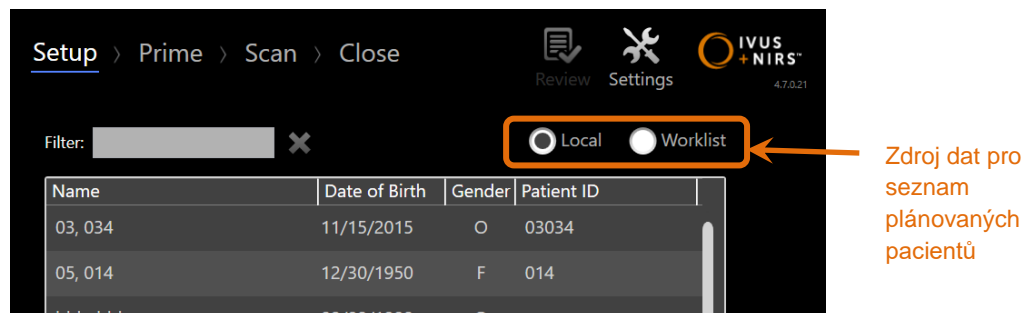 Setup > Prime > Scan > Close
Review Settings
IVUS
+NIRS™
4.7.0.21
Filter:
Local Worklist
Name Date of Birth Gender Patient ID
03, 034 11/15/2015 O 03034
05, 014 12/30/1950 F 014
Zdroj dat pro
seznam
plánovaných
pacientů